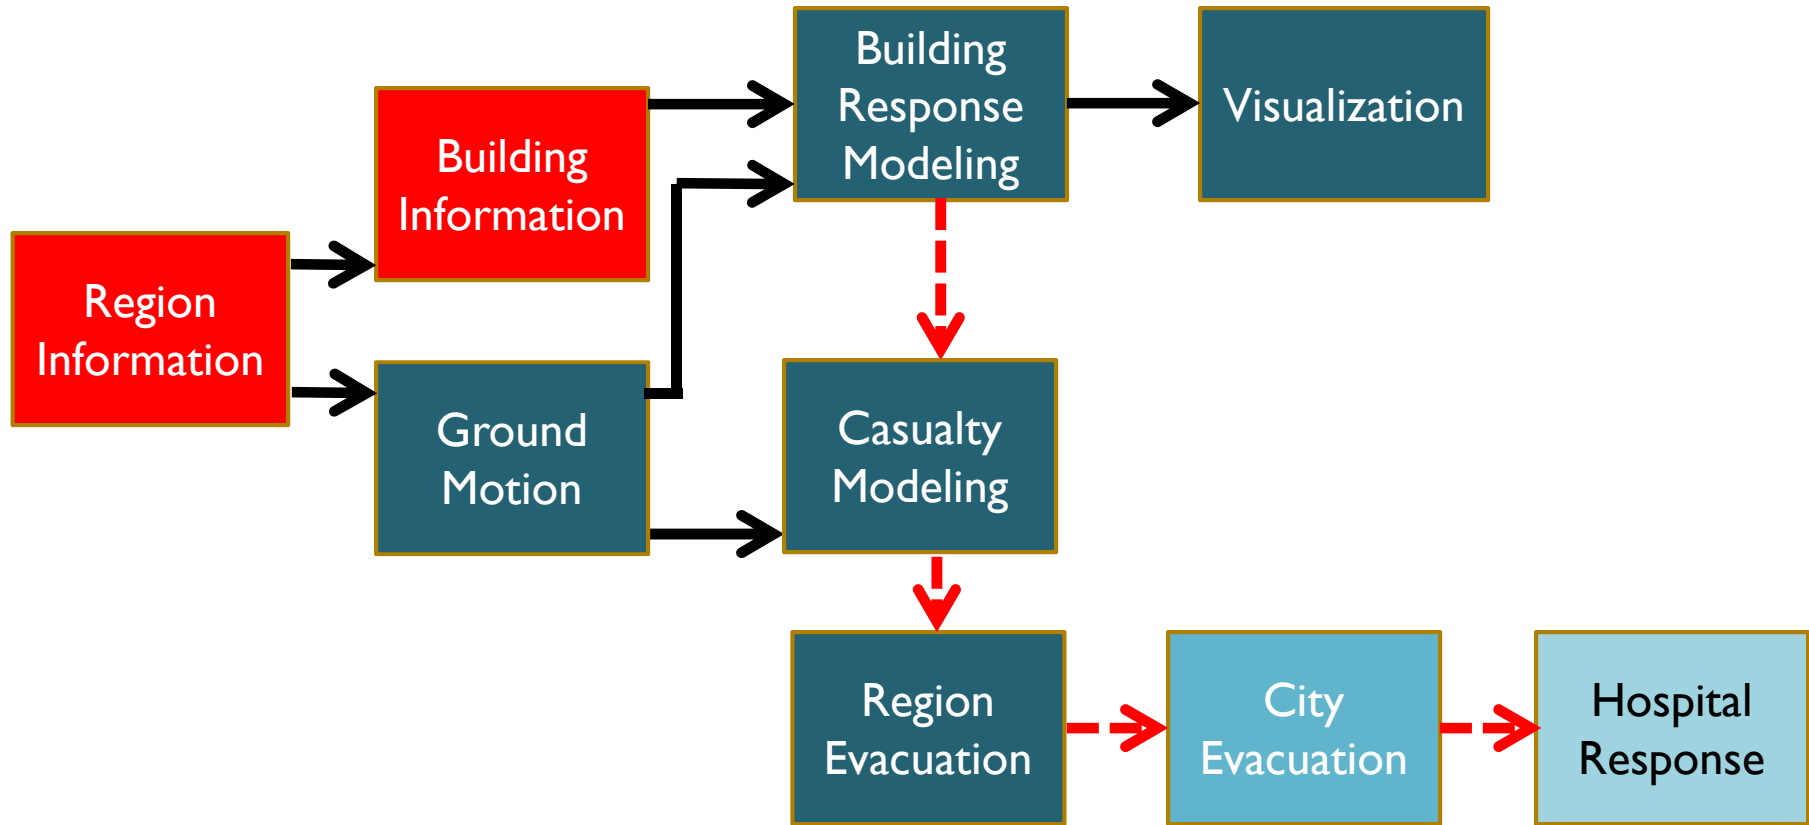 Region
Information
Building
Information
Ground
Motion
Building
Response
Modeling
Visualization
Casualty
Modeling
Region
Evacuation
City
Evacuation
Hospital
Response